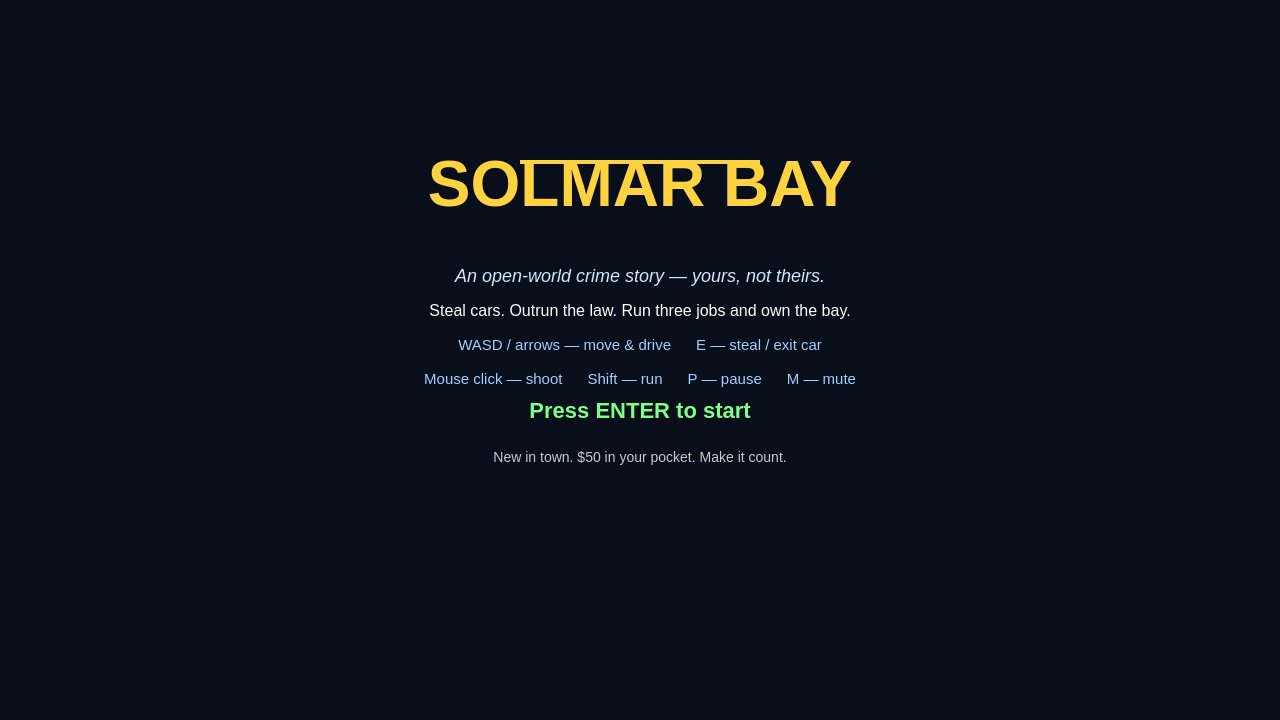 SOLMAR BAY
An open-world crime story — yours, not theirs.
Steal cars. Outrun the law. Run three jobs and own the bay.
WASD / arrows — move & drive E — steal / exit car
Mouse click — shoot Shift — run P — pause M — mute
Press ENTER to start
New in town. $50 in your pocket. Make it count.